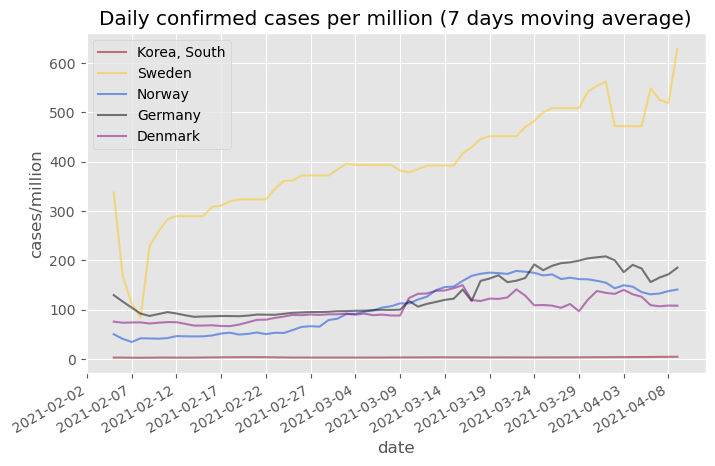 Daily confirmed cases per million (7 days moving average)
Korea, South
Sweden
Norway
Germany
Denmark
cases/million
600
500
400
300
200
100
0
2021-02-02
2021-02-07
2021-02-12
2021-02-17
2021-02-22
2021-02-27
2021-03-04
2021-03-09
2021-03-14
2021-03-19
2021-03-24
2021-03-29
2021-04-03
2021-04-08
date